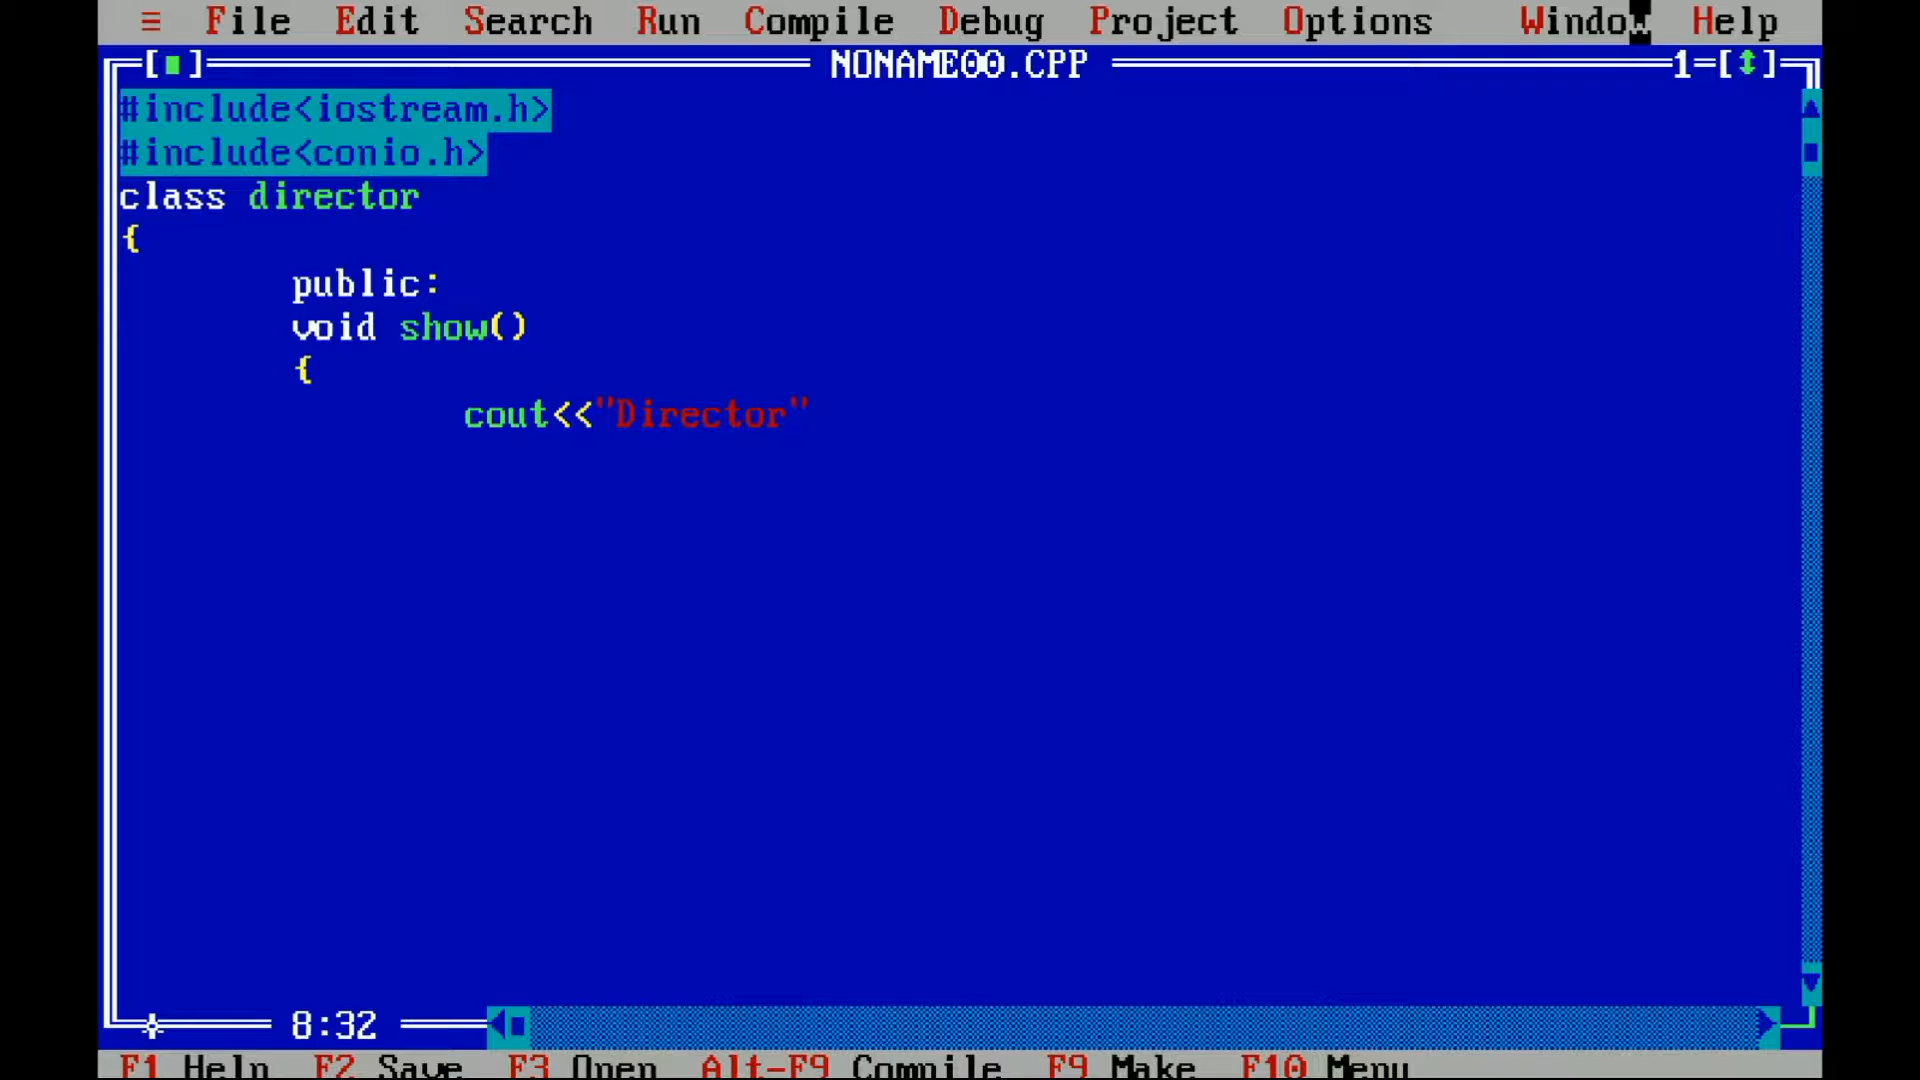 ≡ File Edit Search Run Compile Debug Project Options Window Help
[■] NONAME00.CPP 1=[↕]
#include<iostream.h>
#include<conio.h>
class director
{
public:
void show()
{
cout<<"Director"
8:32
F1 Help F2 Save F3 Open Alt-F9 Compile F9 Make F10 Menu